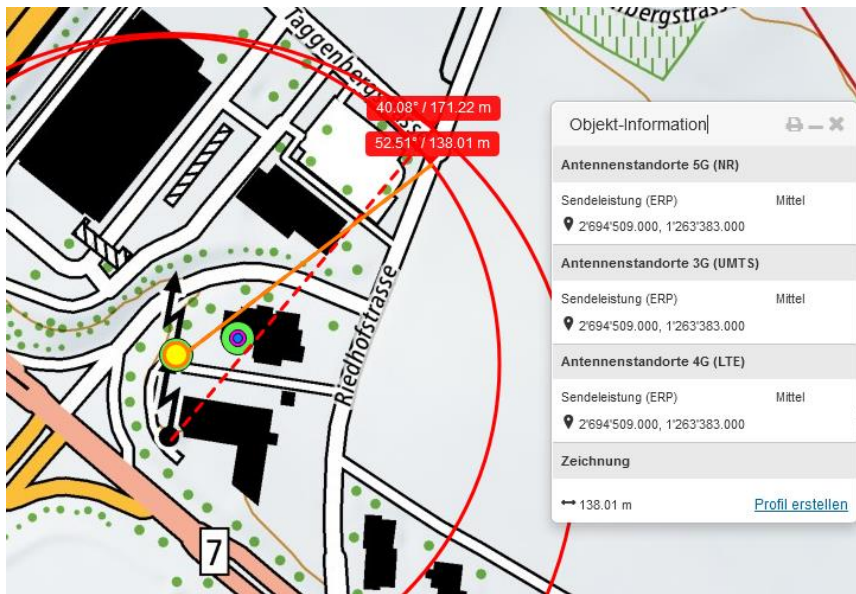 Taggenbergstrasse
bergstrasse
40.08° / 171.22 m
52.51° / 138.01 m
Riedhofstrasse
7
Objekt-Information
Antennenstandorte 5G (NR)
Sendeleistung (ERP) Mittel
2'694'509.000, 1'263'383.000
Antennenstandorte 3G (UMTS)
Sendeleistung (ERP) Mittel
2'694'509.000, 1'263'383.000
Antennenstandorte 4G (LTE)
Sendeleistung (ERP) Mittel
2'694'509.000, 1'263'383.000
Zeichnung
138.01 m Profil erstellen